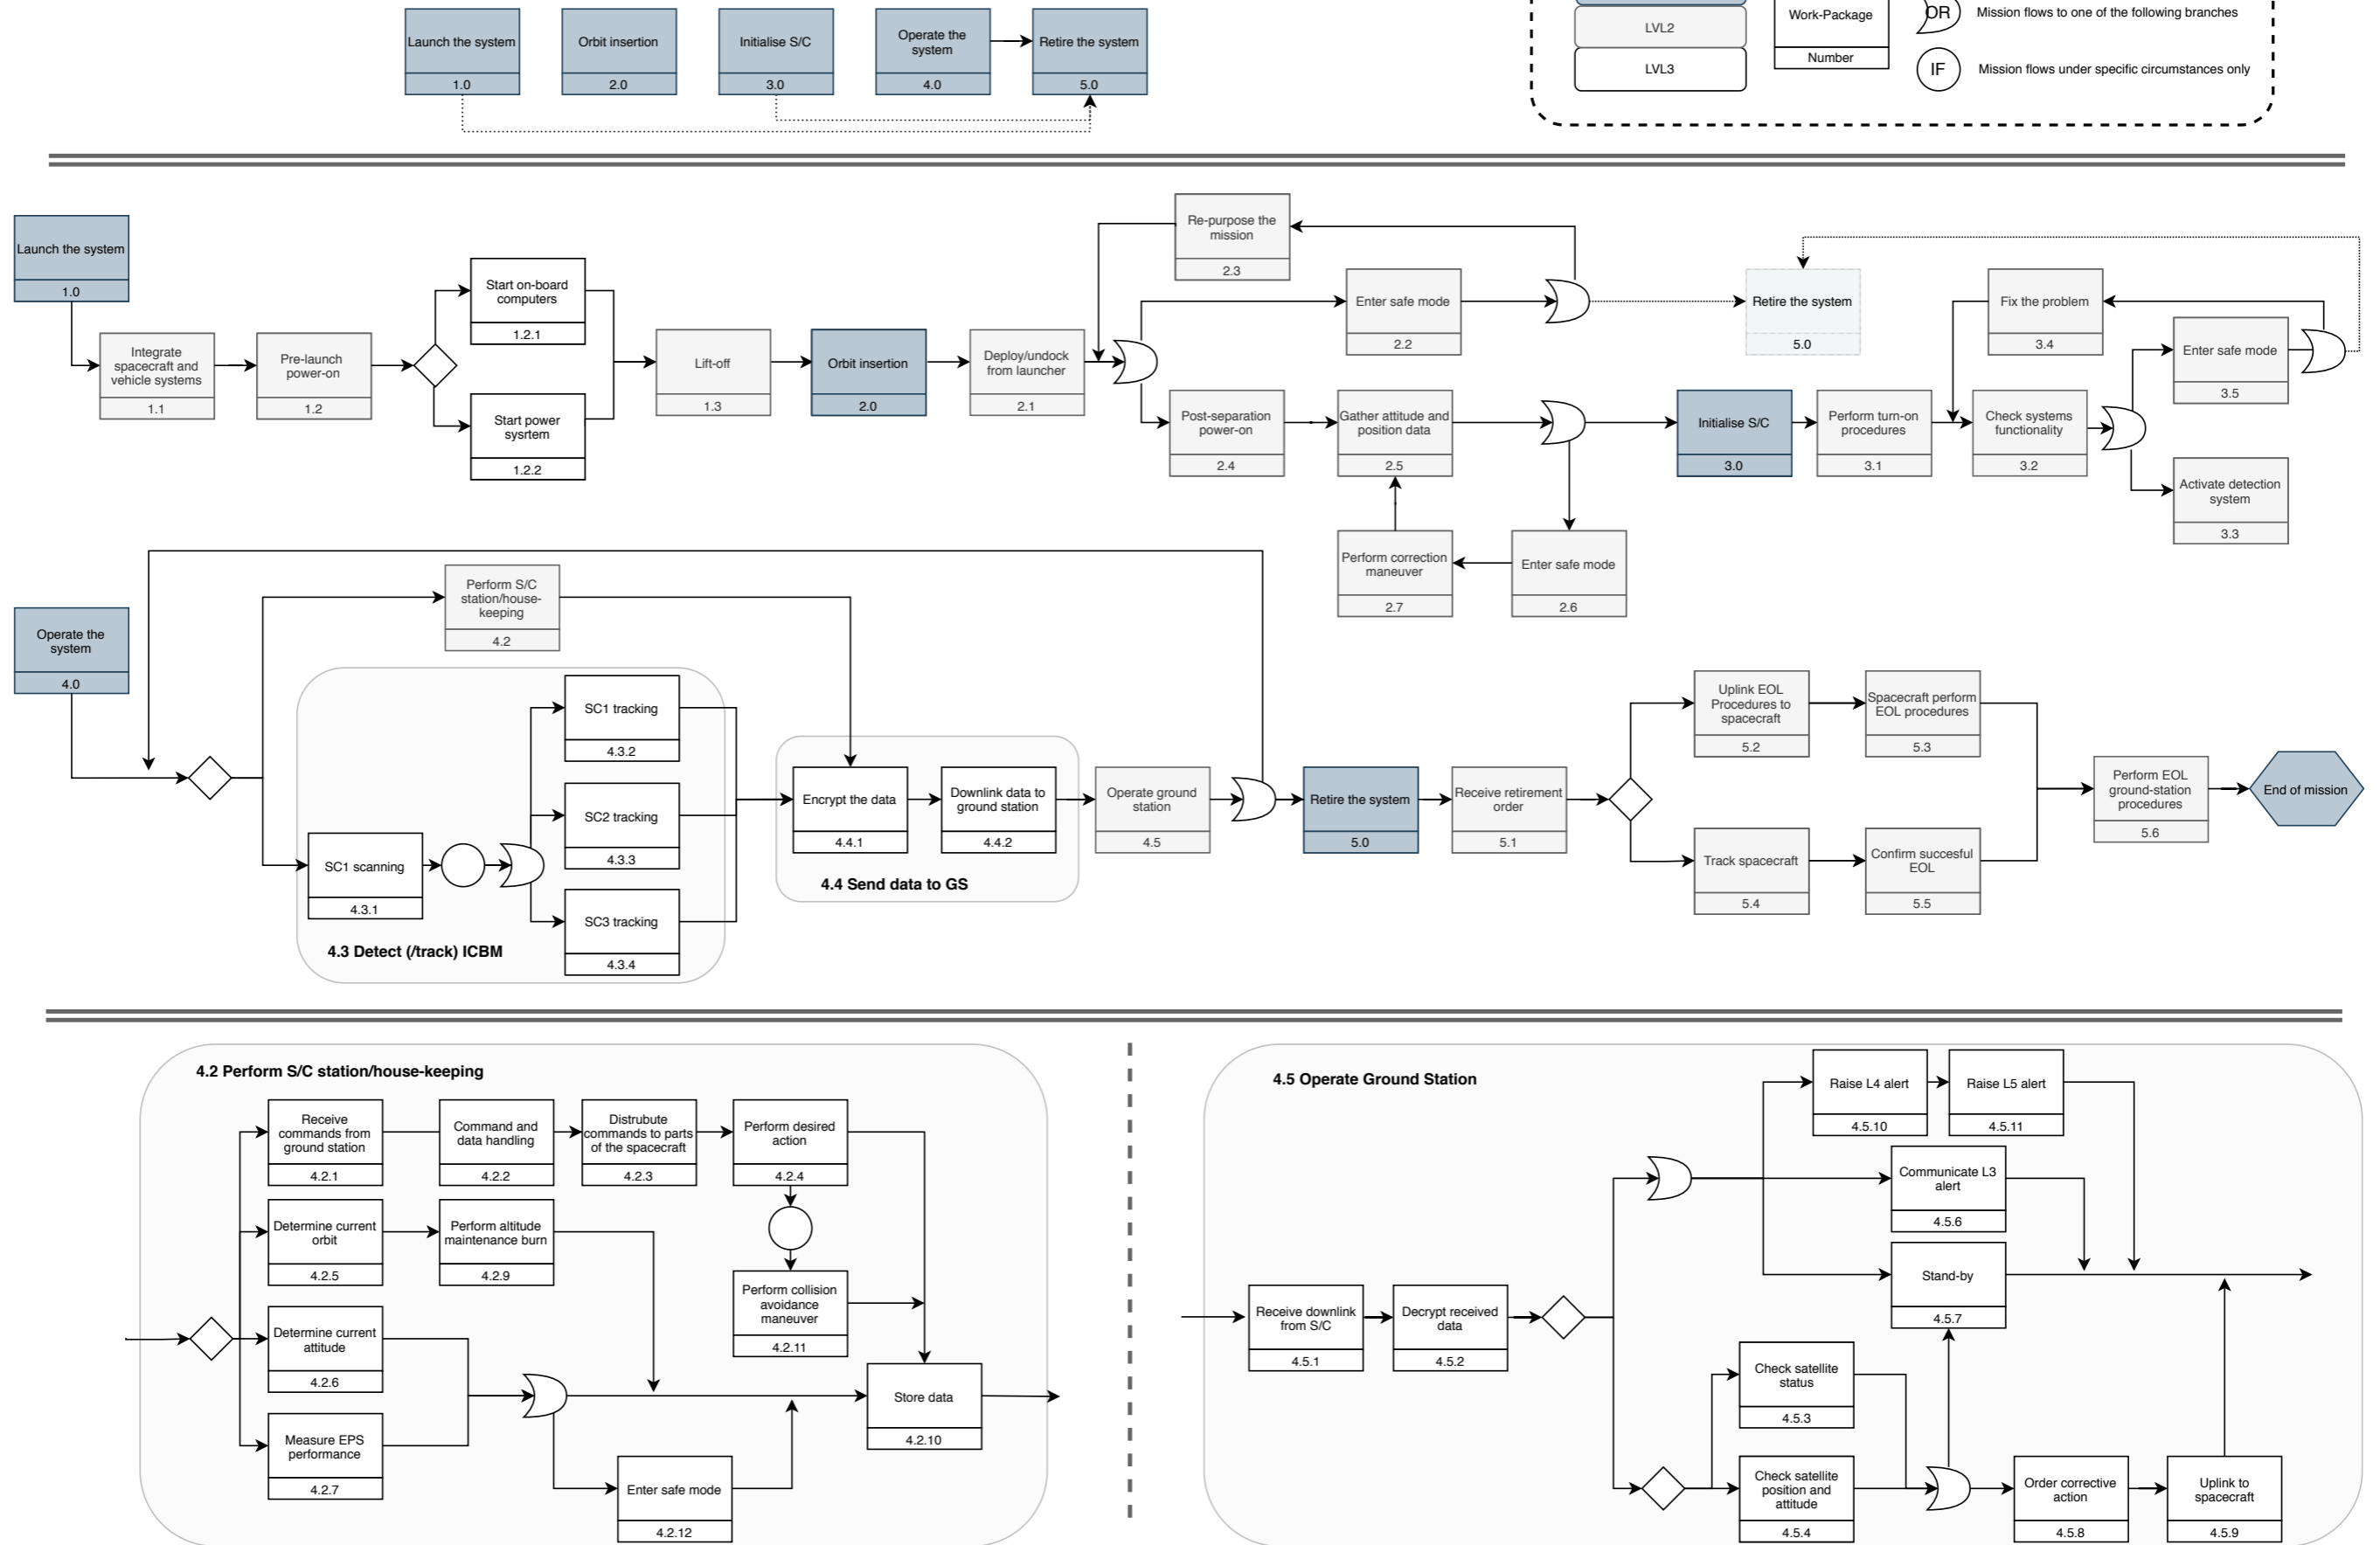 Launch the system
1.0
Orbit insertion
2.0
Initialise S/C
3.0
Operate the
system
4.0
Retire the system
5.0
LVL2
LVL3
Work-Package
Number
OR
Mission flows to one of the following branches
IF
Mission flows under specific circumstances only
Launch the system
1.0
Integrate
spacecraft and
vehicle systems
1.1
Pre-launch
power-on
1.2
Start on-board
computers
1.2.1
Start power
sysrtem
1.2.2
Lift-off
1.3
Orbit insertion
2.0
Deploy/undock
from launcher
2.1
Re-purpose the
mission
2.3
Enter safe mode
2.2
Retire the system
5.0
Post-separation
power-on
2.4
Gather attitude and
position data
2.5
Perform correction
maneuver
2.7
Enter safe mode
2.6
Initialise S/C
3.0
Perform turn-on
procedures
3.1
Fix the problem
3.4
Check systems
functionality
3.2
Enter safe mode
3.5
Activate detection
system
3.3
Operate the
system
4.0
Perform S/C
station/house-
keeping
4.2
SC1 scanning
4.3.1
SC1 tracking
4.3.2
SC2 tracking
4.3.3
SC3 tracking
4.3.4
4.3 Detect (/track) ICBM
Encrypt the data
4.4.1
Downlink data to
ground station
4.4.2
4.4 Send data to GS
Operate ground
station
4.5
Retire the system
5.0
Receive retirement
order
5.1
Uplink EOL
Procedures to
spacecraft
5.2
Spacecraft perform
EOL procedures
5.3
Track spacecraft
5.4
Confirm succesful
EOL
5.5
Perform EOL
ground-station
procedures
5.6
End of mission
4.2 Perform S/C station/house-keeping
Receive
commands from
ground station
4.2.1
Command and
data handling
4.2.2
Distrubute
commands to parts
of the spacecraft
4.2.3
Perform desired
action
4.2.4
Determine current
orbit
4.2.5
Perform altitude
maintenance burn
4.2.9
Perform collision
avoidance
maneuver
4.2.11
Determine current
attitude
4.2.6
Measure EPS
performance
4.2.7
Enter safe mode
4.2.12
Store data
4.2.10
4.5 Operate Ground Station
Raise L4 alert
4.5.10
Raise L5 alert
4.5.11
Communicate L3
alert
4.5.6
Stand-by
4.5.7
Receive downlink
from S/C
4.5.1
Decrypt received
data
4.5.2
Check satellite
status
4.5.3
Check satellite
position and
attitude
4.5.4
Order corrective
action
4.5.8
Uplink to
spacecraft
4.5.9